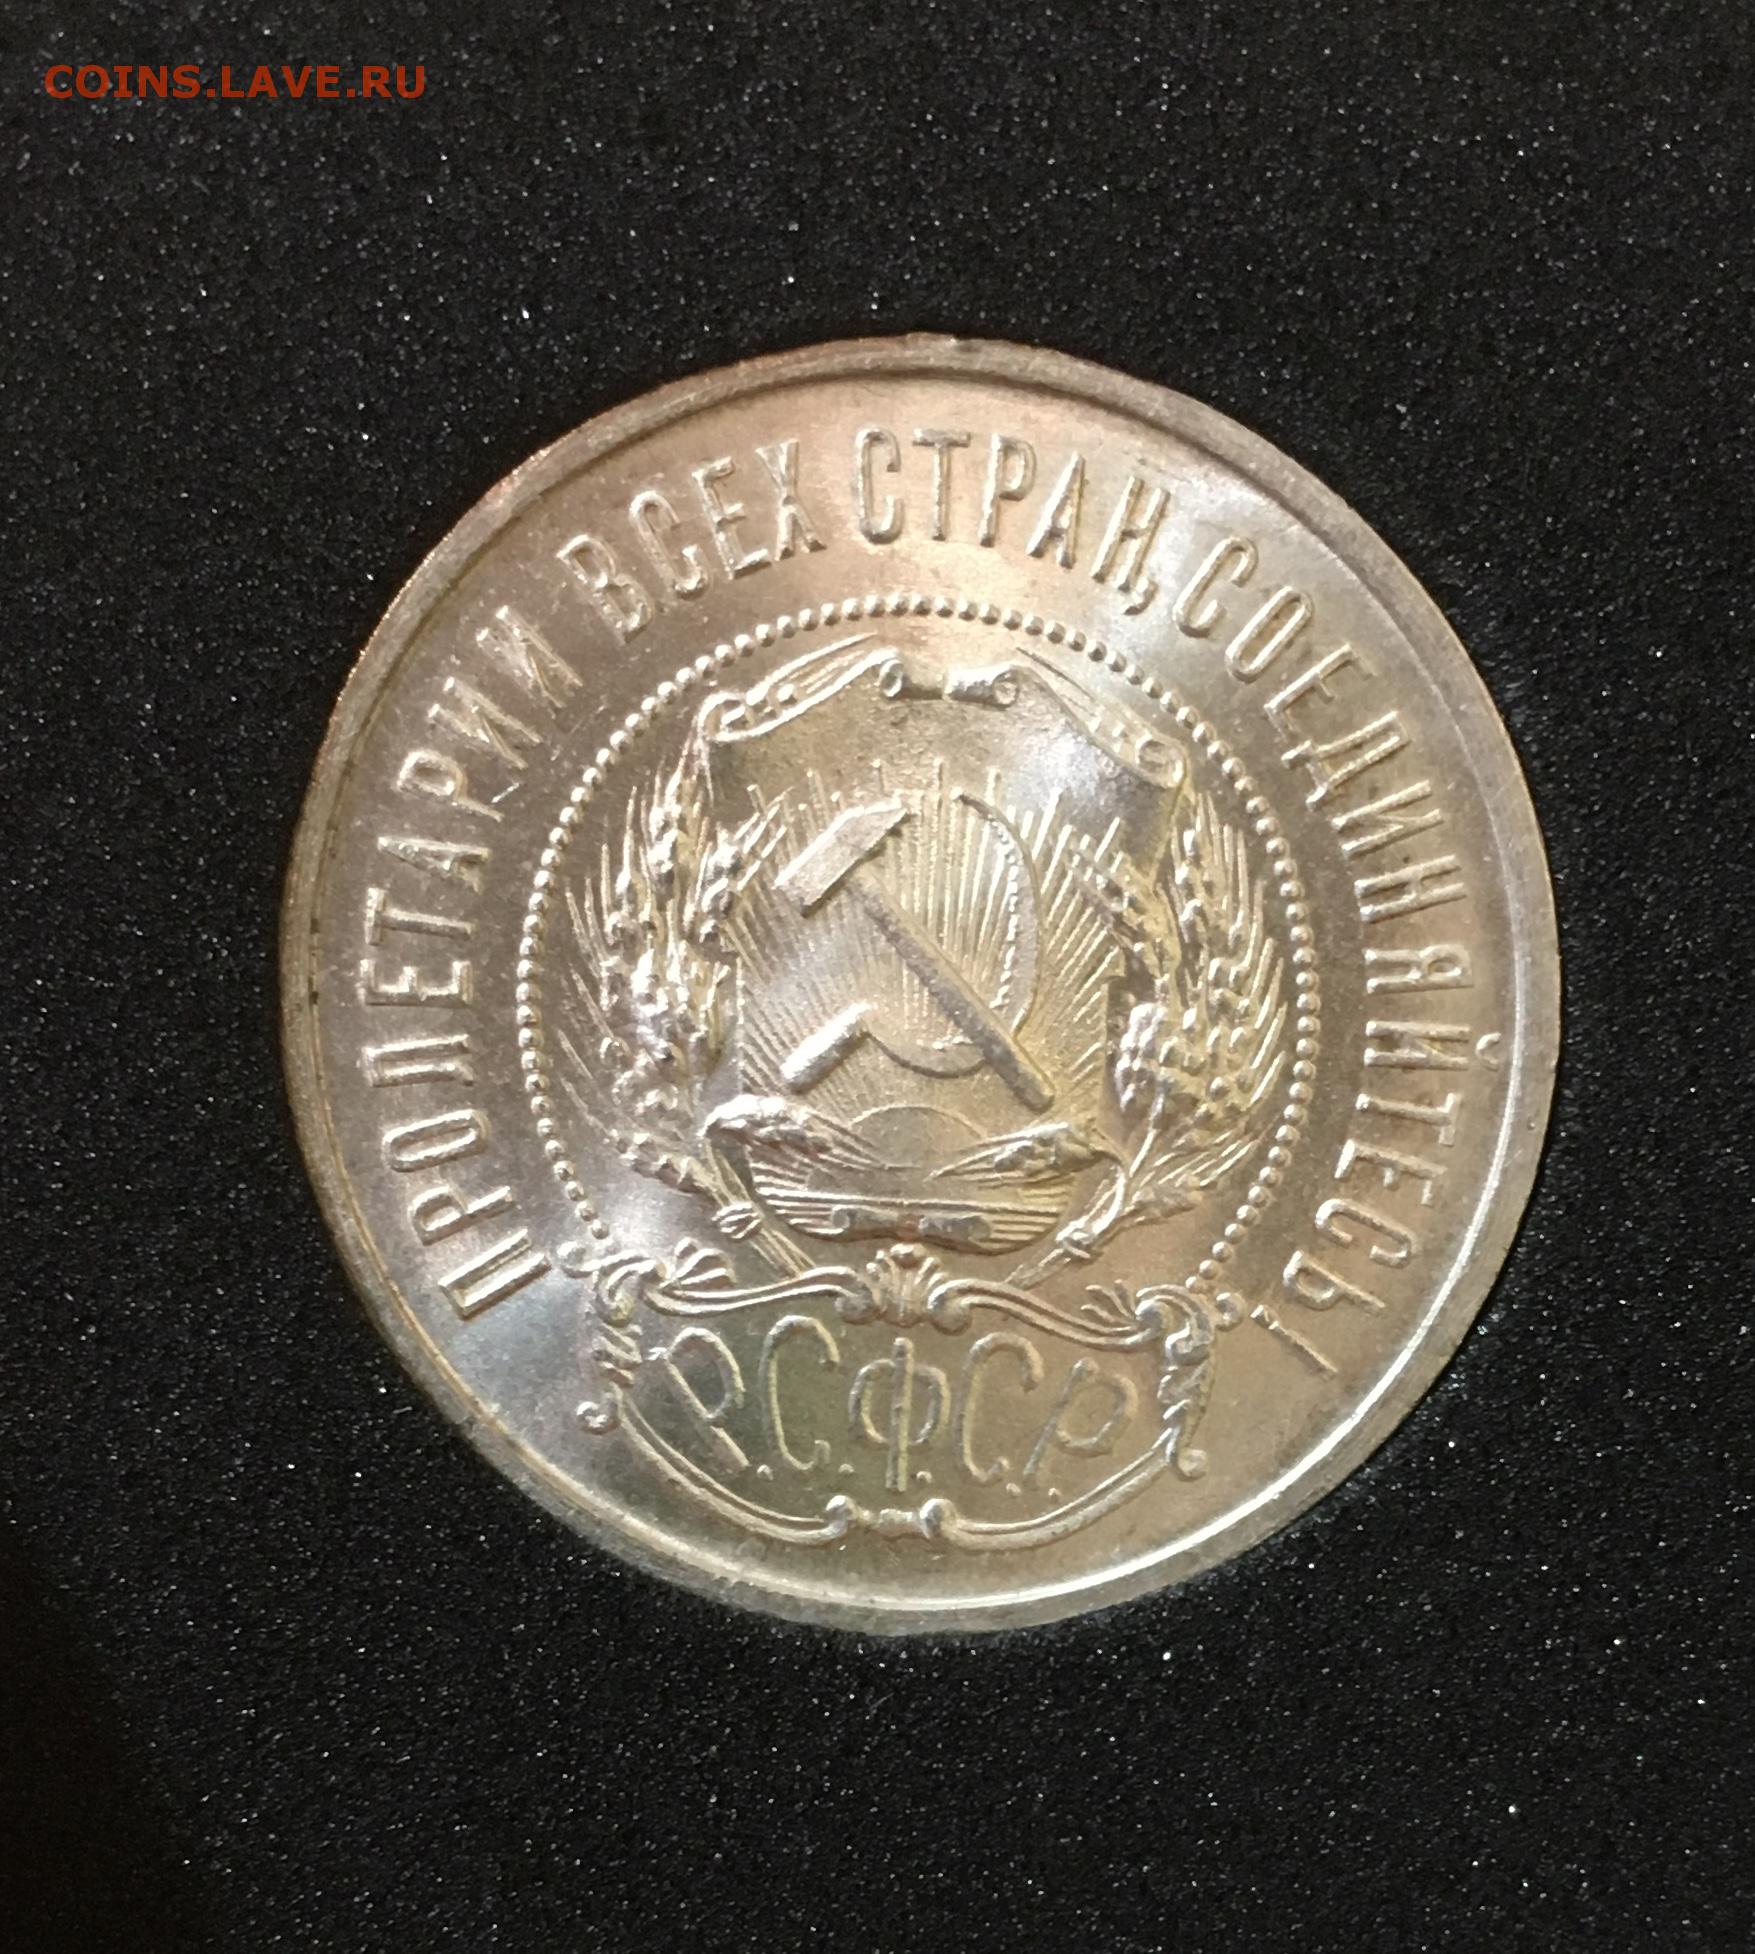 COINS.LAVE.RU
ПРОЛЕТАРИИ ВСЕХ СТРАН, СОЕДИНЯЙТЕСЬ!
Р.С.Ф.С.Р.